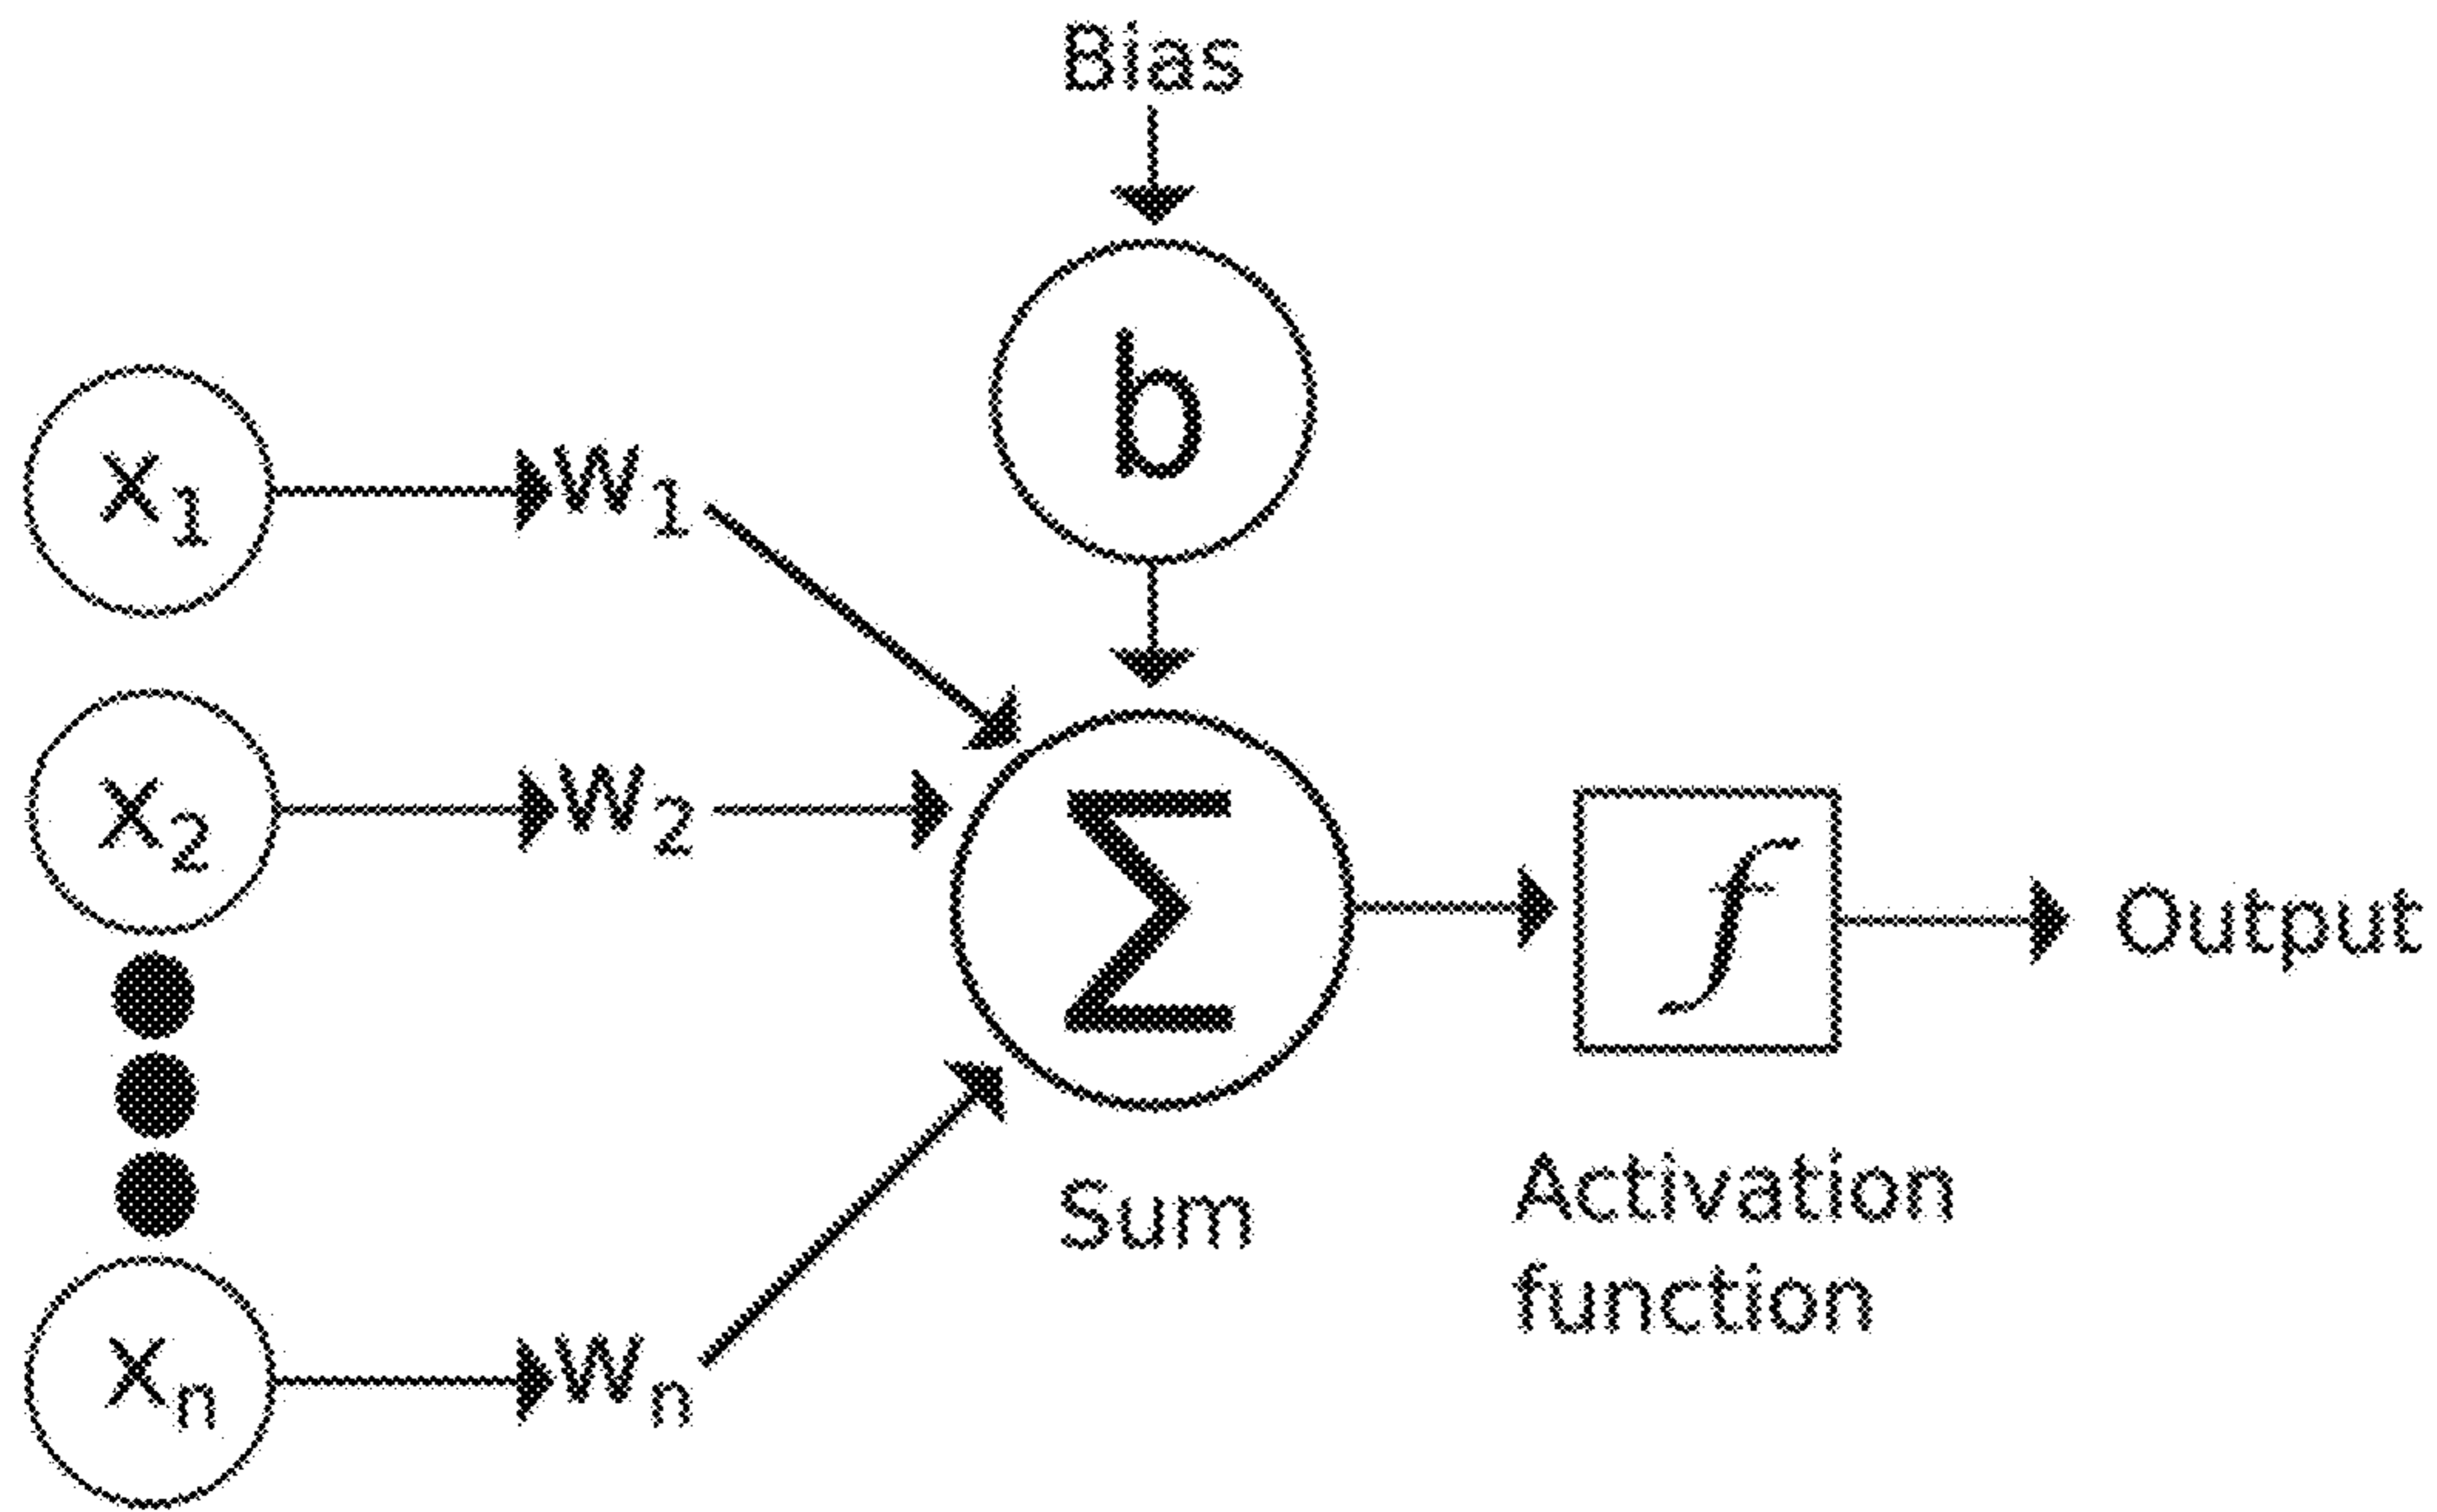 Bias
b
x₁ w₁
x₂ w₂
Σ
f
output
Sum
Activation
function
xₙ wₙ